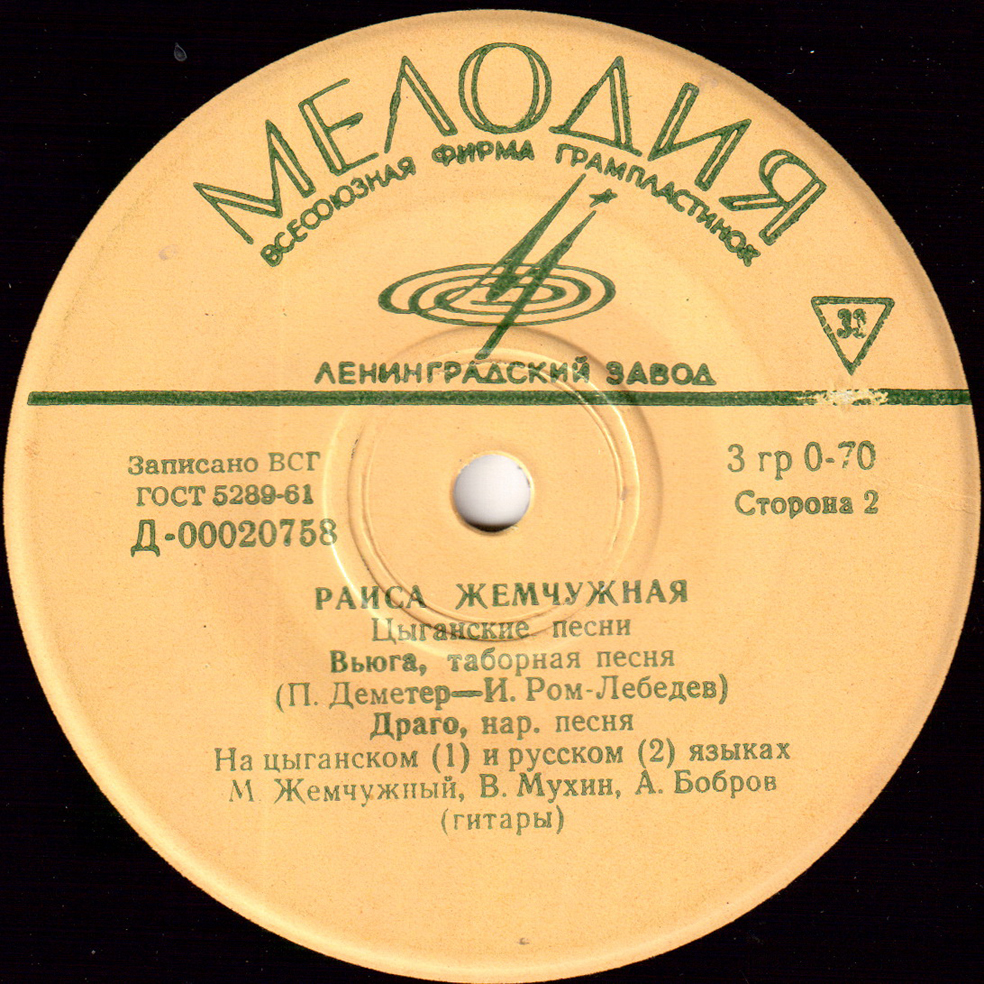 МЕЛОДИЯ
ВСЕСОЮЗНАЯ ФИРМА ГРАМПЛАСТИНОК
33
ЛЕНИНГРАДСКИЙ ЗАВОД
Записано ВСГ
ГОСТ 5289-61
Д-00020758
3 гр 0-70
Сторона 2
РАИСА ЖЕМЧУЖНАЯ
Цыганские песни
Вьюга, таборная песня
(П. Деметер—И. Ром-Лебедев)
Драго, нар. песня
На цыганском (1) и русском (2) языках
М. Жемчужный, В. Мухин, А. Бобров
(гитары)